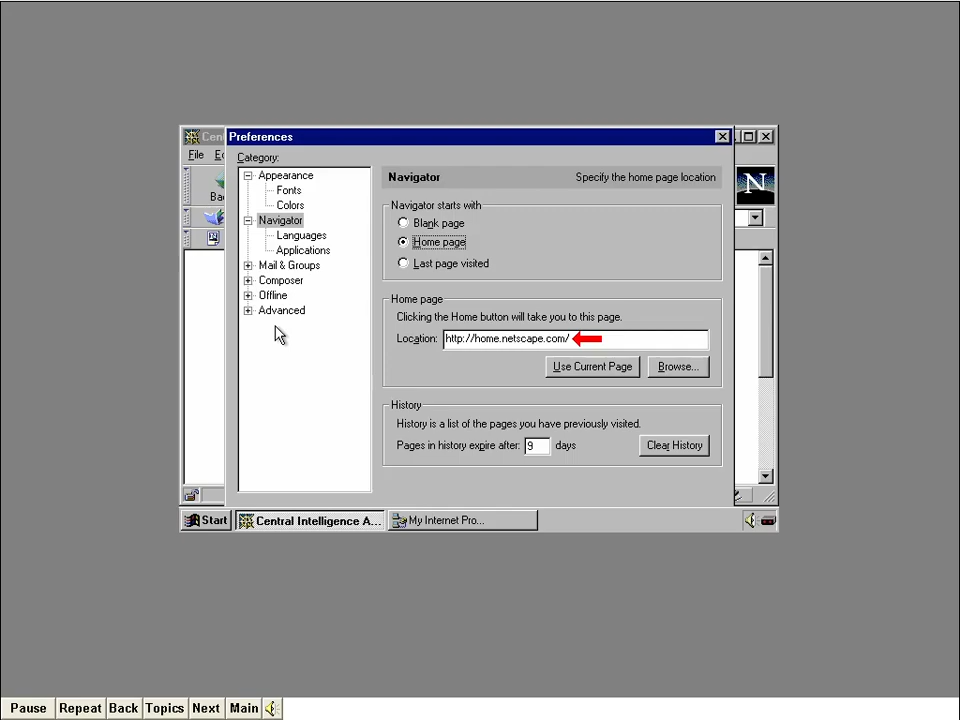 Cen
Preferences
File
Category:
Appearance
Fonts
Colors
Navigator
Languages
Applications
Mail & Groups
Composer
Offline
Advanced
Navigator Specify the home page location
Navigator starts with
Blank page
Home page
Last page visited
Home page
Clicking the Home button will take you to this page.
Location: http://home.netscape.com/
Use Current Page Browse...
History
History is a list of the pages you have previously visited.
Pages in history expire after: 9 days
Clear History
N
Start Central Intelligence A... My Internet Pro...
Pause Repeat Back Topics Next Main